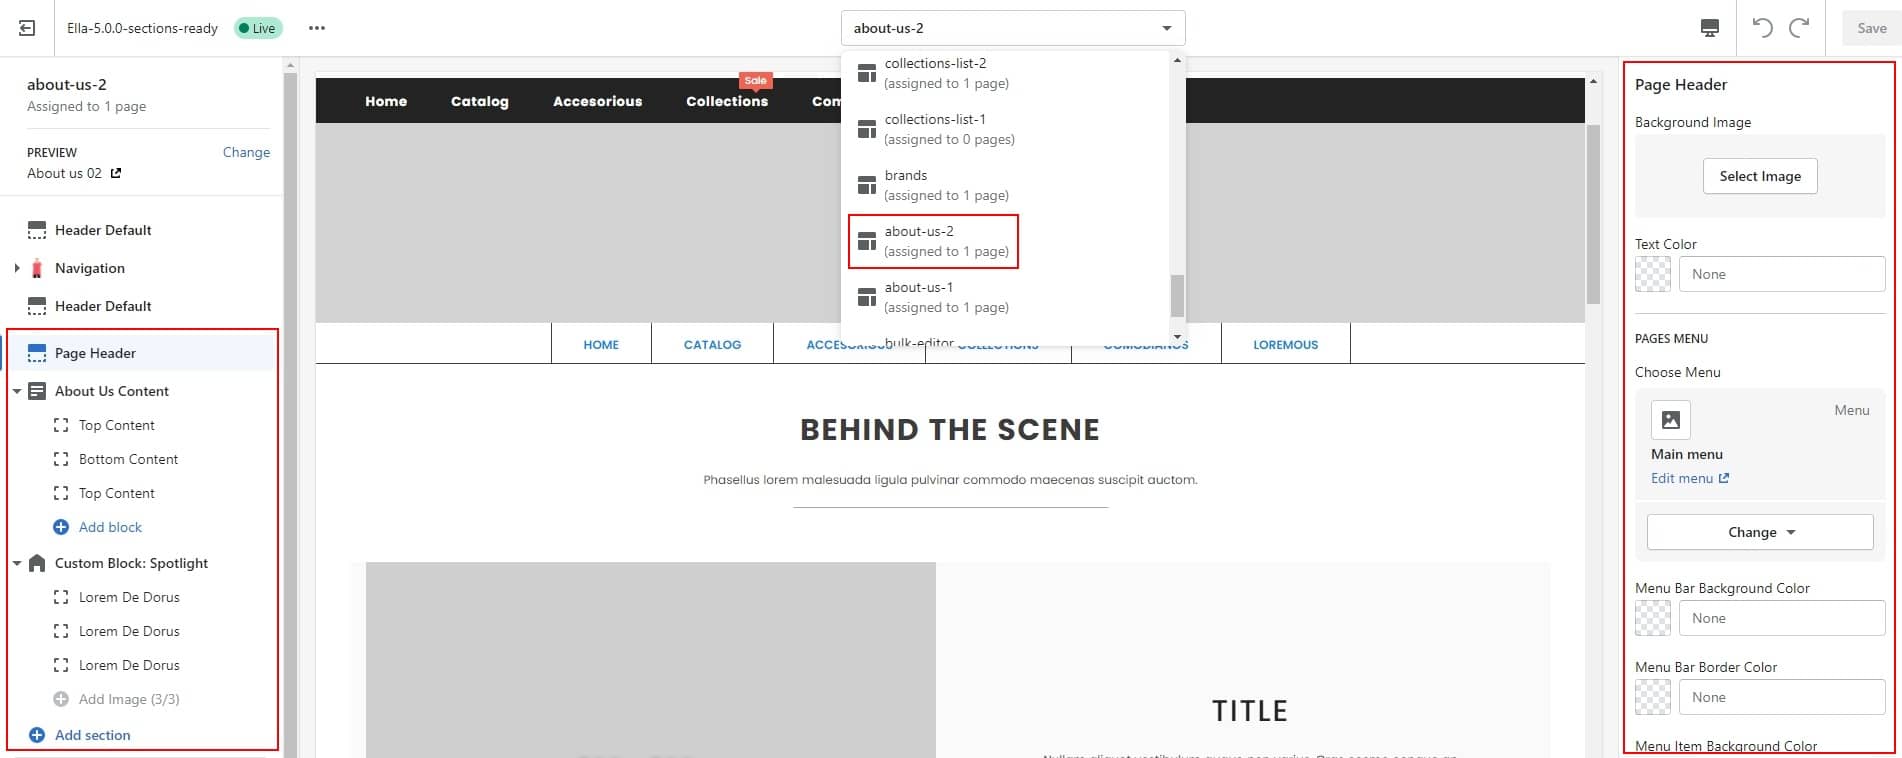 Ella-5.0.0-sections-ready
Live
about-us-2
Save
about-us-2
Assigned to 1 page
PREVIEW
Change
About us 02
Header Default
Navigation
Header Default
Page Header
About Us Content
Top Content
Bottom Content
Top Content
Add block
Custom Block: Spotlight
Lorem De Dorus
Lorem De Dorus
Lorem De Dorus
Add Image (3/3)
Add section
Sale
Home
Catalog
Accesorious
Collections
Com
collections-list-2
(assigned to 1 page)
collections-list-1
(assigned to 0 pages)
brands
(assigned to 1 page)
about-us-2
(assigned to 1 page)
about-us-1
(assigned to 1 page)
bulk-editor
HOME
CATALOG
ACCESORIOUS
COLLECTIONS
COMODIANOS
LOREMOUS
BEHIND THE SCENE
Phasellus lorem malesuada ligula pulvinar commodo maecenas suscipit auctom.
TITLE
Page Header
Background Image
Select Image
Text Color
None
PAGES MENU
Choose Menu
Menu
Main menu
Edit menu
Change
Menu Bar Background Color
None
Menu Bar Border Color
None
Menu Item Background Color